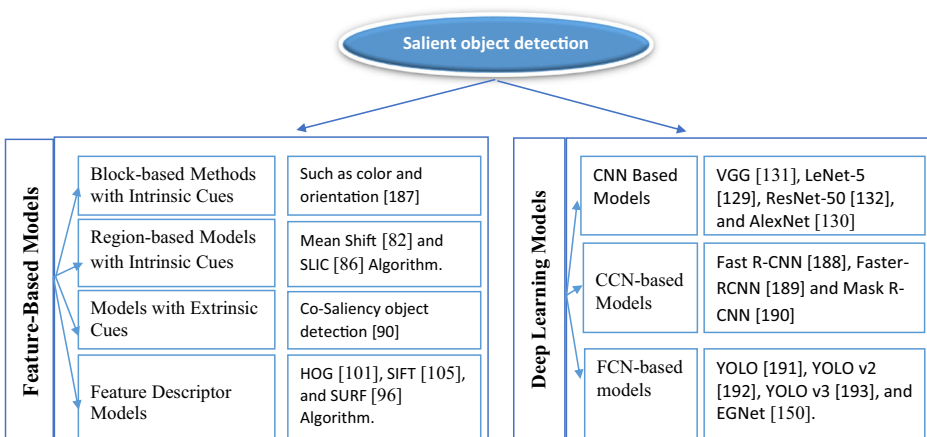 Salient object detection
Feature-Based Models
Block-based Methods
with Intrinsic Cues
Such as color and
orientation [187]
Region-based Models
with Intrinsic Cues
Mean Shift [82] and
SLIC [86] Algorithm.
Models with Extrinsic
Cues
Co-Saliency object
detection [90]
Feature Descriptor
Models
HOG [101], SIFT [105],
and SURF [96]
Algorithm.
Deep Learning Models
CNN Based
Models
VGG [131], LeNet-5
[129], ResNet-50 [132],
and AlexNet [130]
CCN-based
Models
Fast R-CNN [188], Faster-
RCNN [189] and Mask R-
CNN [190]
FCN-based
models
YOLO [191], YOLO v2
[192], YOLO v3 [193], and
EGNet [150].